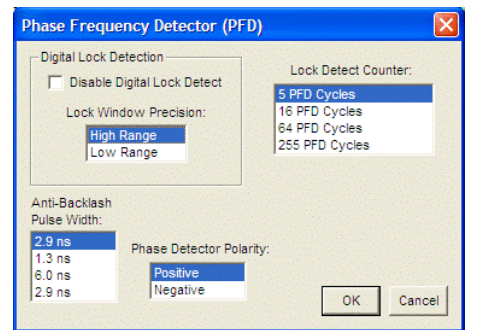 Phase Frequency Detector (PFD)
Digital Lock Detection
Disable Digital Lock Detect
Lock Window Precision:
High Range
Low Range
Lock Detect Counter:
5 PFD Cycles
16 PFD Cycles
64 PFD Cycles
255 PFD Cycles
Anti-Backlash
Pulse Width:
2.9 ns
1.3 ns
6.0 ns
2.9 ns
Phase Detector Polarity:
Positive
Negative
OK
Cancel